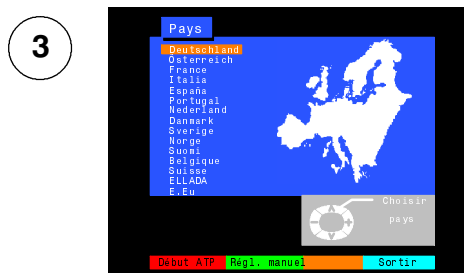 3
Pays
Deutschland
Österreich
France
Italia
España
Portugal
Nederland
Danmark
Sverige
Norge
Suomi
Belgique
Suisse
ELLADA
E.Eu
Choisir
pays
Début ATP
Régl. manuel
Sortir